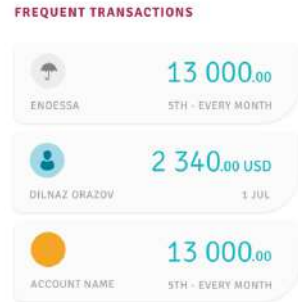 FREQUENT TRANSACTIONS
13 000.00
ENDESSA
5TH - EVERY MONTH
2 340.00 USD
DILNAZ ORAZOV
1 JUL
13 000.00
ACCOUNT NAME
5TH - EVERY MONTH